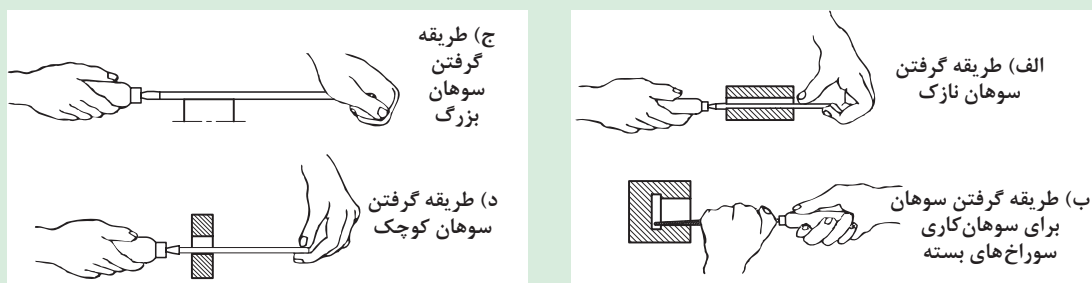 الف) طریقه گرفتن
سوهان نازک
ب) طریقه گرفتن سوهان
برای سوهان‌کاری
سوراخ‌های بسته
ج) طریقه
گرفتن
سوهان
بزرگ
د) طریقه گرفتن
سوهان کوچک